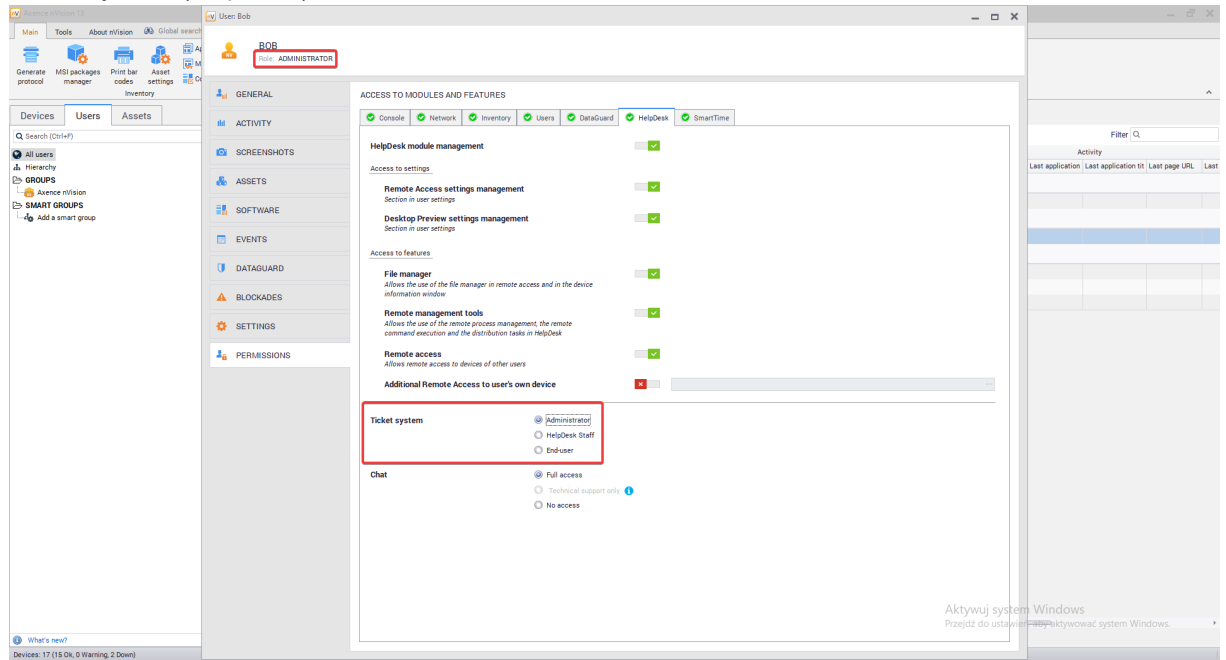 Axence nVision 15
User: Bob
Main Tools About nVision Global search
BOB
Role: ADMINISTRATOR
Generate protocol
MSI packages manager
Print bar codes
Asset settings
Inventory
Devices Users Assets
Search (Ctrl+F)
All users
Hierarchy
GROUPS
Axence nVision
SMART GROUPS
Add a smart group
GENERAL
ACTIVITY
SCREENSHOTS
ASSETS
SOFTWARE
EVENTS
DATAGUARD
BLOCKADES
SETTINGS
PERMISSIONS
ACCESS TO MODULES AND FEATURES
Console Network Inventory Users DataGuard HelpDesk SmartTime
HelpDesk module management
Access to settings
Remote Access settings management
Section in user settings
Desktop Preview settings management
Section in user settings
Access to features
File manager
Allows the use of the file manager in remote access and in the device
information window
Remote management tools
Allows the use of the remote process management, the remote
command execution and the distribution tasks in HelpDesk
Remote access
Allows remote access to devices of other users
Additional Remote Access to user's own device
Ticket system
Administrator
HelpDesk Staff
End-user
Chat
Full access
Technical support only
No access
Filter
Activity
Last application Last application tit Last page URL Last
Aktywuj system Windows
Przejdź do ustawień, aby aktywować system Windows.
What's new?
Devices: 17 (15 Ok, 0 Warning, 2 Down)